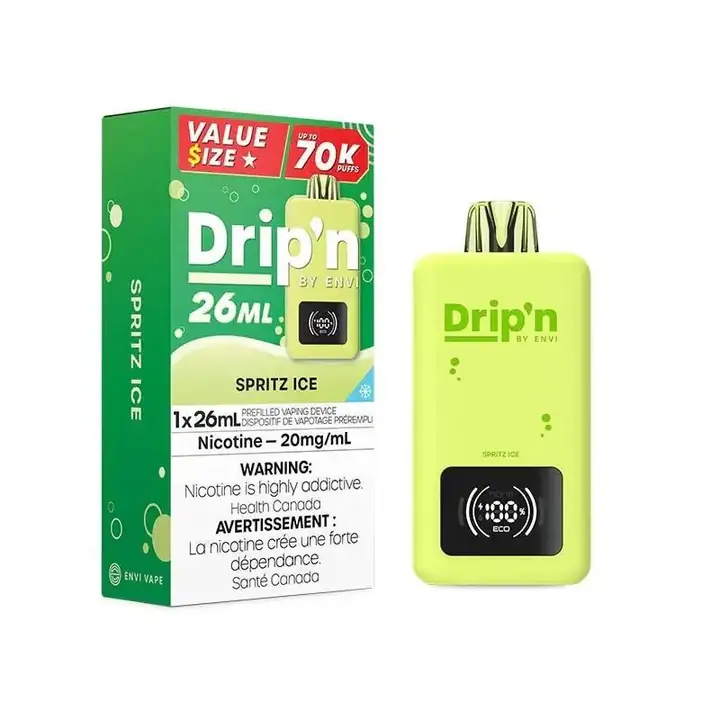 VALUE
$IZE ★
UP TO
70K
PUFFS
Drip'n
BY ENVI
26ML
100
ECO
SPRITZ ICE
1x26mL
PREFILLED VAPING DEVICE
DISPOSITIF DE VAPOTAGE PRÉREMPLI
Nicotine – 20mg/mL
WARNING:
Nicotine is highly addictive.
Health Canada
AVERTISSEMENT :
La nicotine crée une forte
dépendance.
Santé Canada
SPRITZ ICE
ENVI VAPE
Drip'n
BY ENVI
SPRITZ ICE
100%
ECO